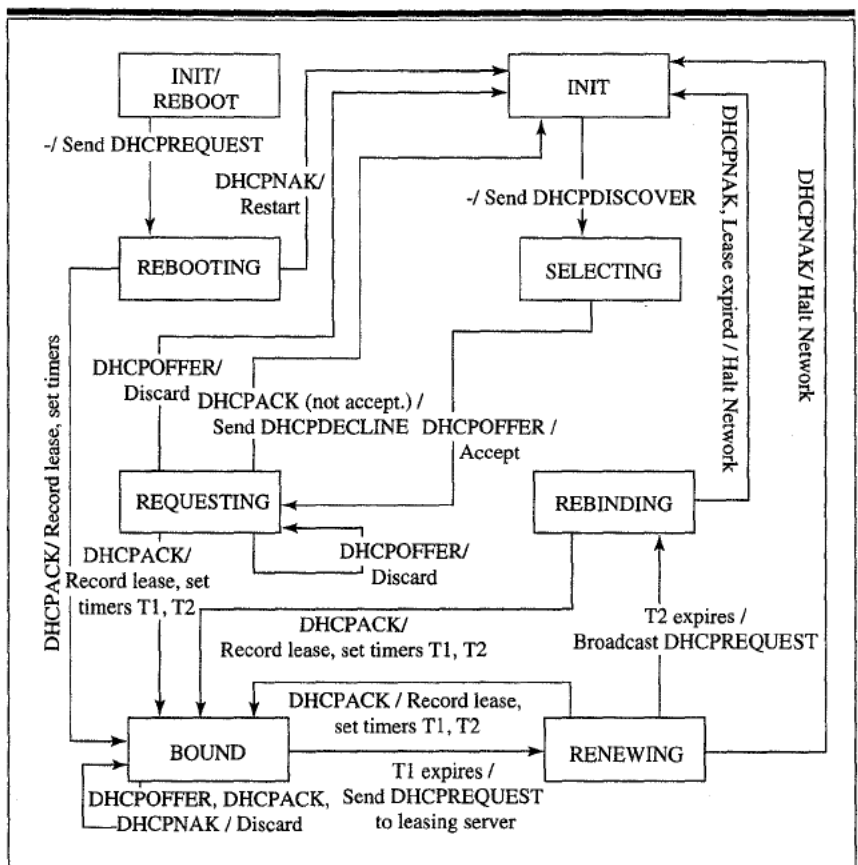 INIT/
REBOOT
INIT
-/ Send DHCPREQUEST
DHCPNAK/
Restart
-/ Send DHCPDISCOVER
REBOOTING
SELECTING
DHCPNAK, Lease expired / Halt Network
DHCPNAK/ Halt Network
DHCPACK/ Record lease, set timers
DHCPOFFER/
Discard
DHCPACK (not accept.) /
Send DHCPDECLINE
DHCPOFFER /
Accept
REQUESTING
REBINDING
DHCPACK/
Record lease, set
timers T1, T2
DHCPOFFER/
Discard
DHCPACK/
Record lease, set timers T1, T2
T2 expires /
Broadcast DHCPREQUEST
DHCPACK / Record lease,
set timers T1, T2
BOUND
RENEWING
T1 expires /
Send DHCPREQUEST
to leasing server
DHCPOFFER, DHCPACK,
DHCPNAK / Discard